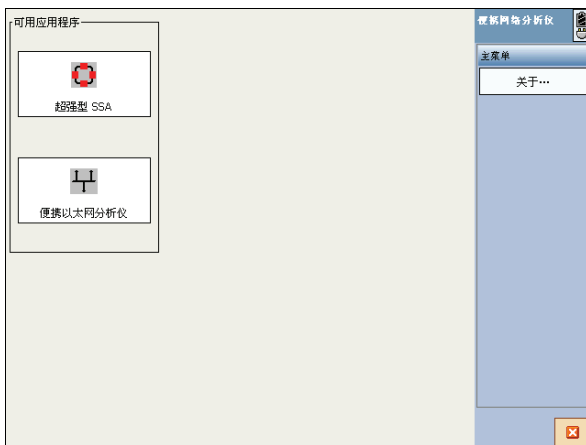 可用应用程序
超强型 SSA
便携以太网分析仪
便携网络分析仪
主菜单
关于…